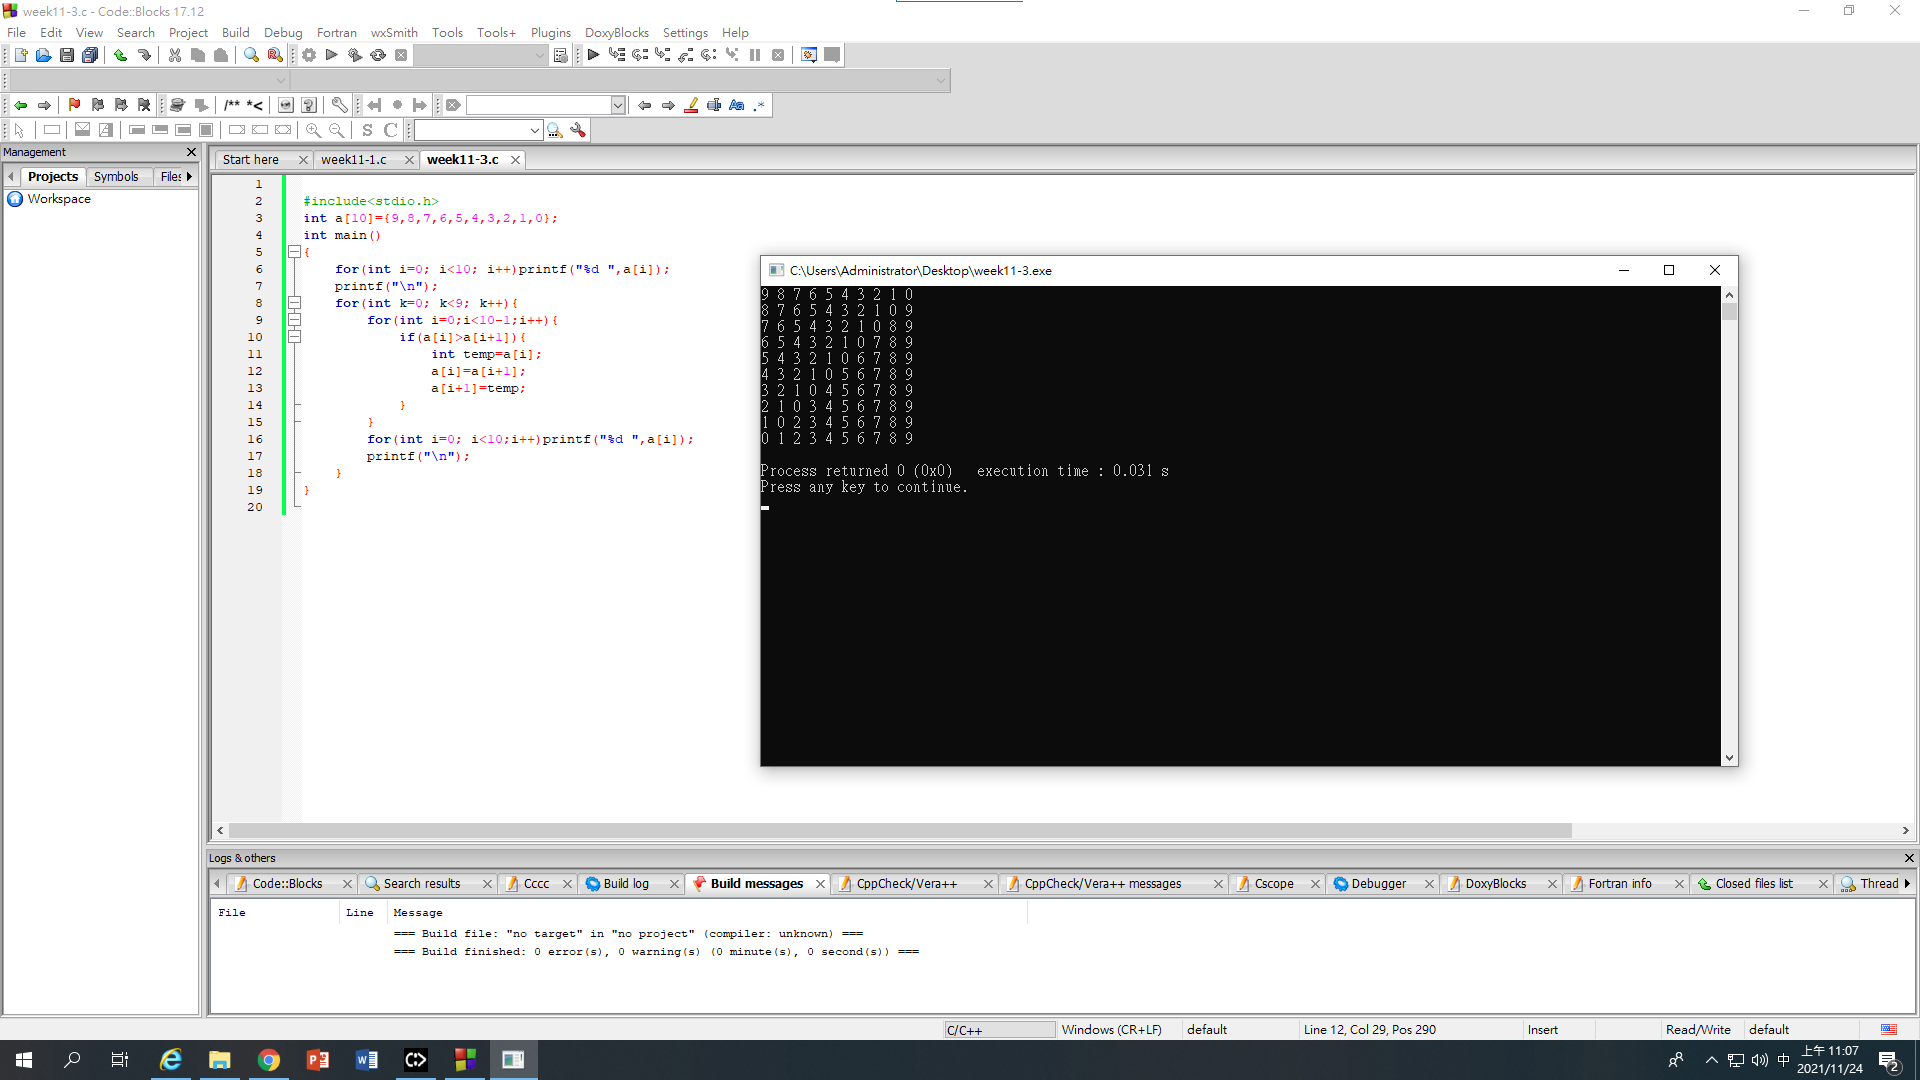 week11-3.c - Code::Blocks 17.12
File Edit View Search Project Build Debug Fortran wxSmith Tools Tools+ Plugins DoxyBlocks Settings Help
/** *<
Aa .*
S C
Management
Projects Symbols Files
Workspace
Start here week11-1.c week11-3.c
1
2 #include<stdio.h>
3 int a[10]={9,8,7,6,5,4,3,2,1,0};
4 int main()
5 {
6 for(int i=0; i<10; i++)printf("%d ",a[i]);
7 printf("\n");
8 for(int k=0; k<9; k++){
9 for(int i=0;i<10-1;i++){
10 if(a[i]>a[i+1]){
11 int temp=a[i];
12 a[i]=a[i+1];
13 a[i+1]=temp;
14 }
15 }
16 for(int i=0; i<10;i++)printf("%d ",a[i]);
17 printf("\n");
18 }
19 }
20
C:\Users\Administrator\Desktop\week11-3.exe
9 8 7 6 5 4 3 2 1 0
8 7 6 5 4 3 2 1 0 9
7 6 5 4 3 2 1 0 8 9
6 5 4 3 2 1 0 7 8 9
5 4 3 2 1 0 6 7 8 9
4 3 2 1 0 5 6 7 8 9
3 2 1 0 4 5 6 7 8 9
2 1 0 3 4 5 6 7 8 9
1 0 2 3 4 5 6 7 8 9
0 1 2 3 4 5 6 7 8 9
Process returned 0 (0x0)   execution time : 0.031 s
Press any key to continue.
Logs & others
Code::Blocks Search results Cccc Build log Build messages CppCheck/Vera++ CppCheck/Vera++ messages Cscope Debugger DoxyBlocks Fortran info Closed files list Thread
File Line Message
=== Build file: "no target" in "no project" (compiler: unknown) ===
=== Build finished: 0 error(s), 0 warning(s) (0 minute(s), 0 second(s)) ===
C/C++ Windows (CR+LF) default Line 12, Col 29, Pos 290 Insert Read/Write default
中 上午 11:07
2021/11/24
2